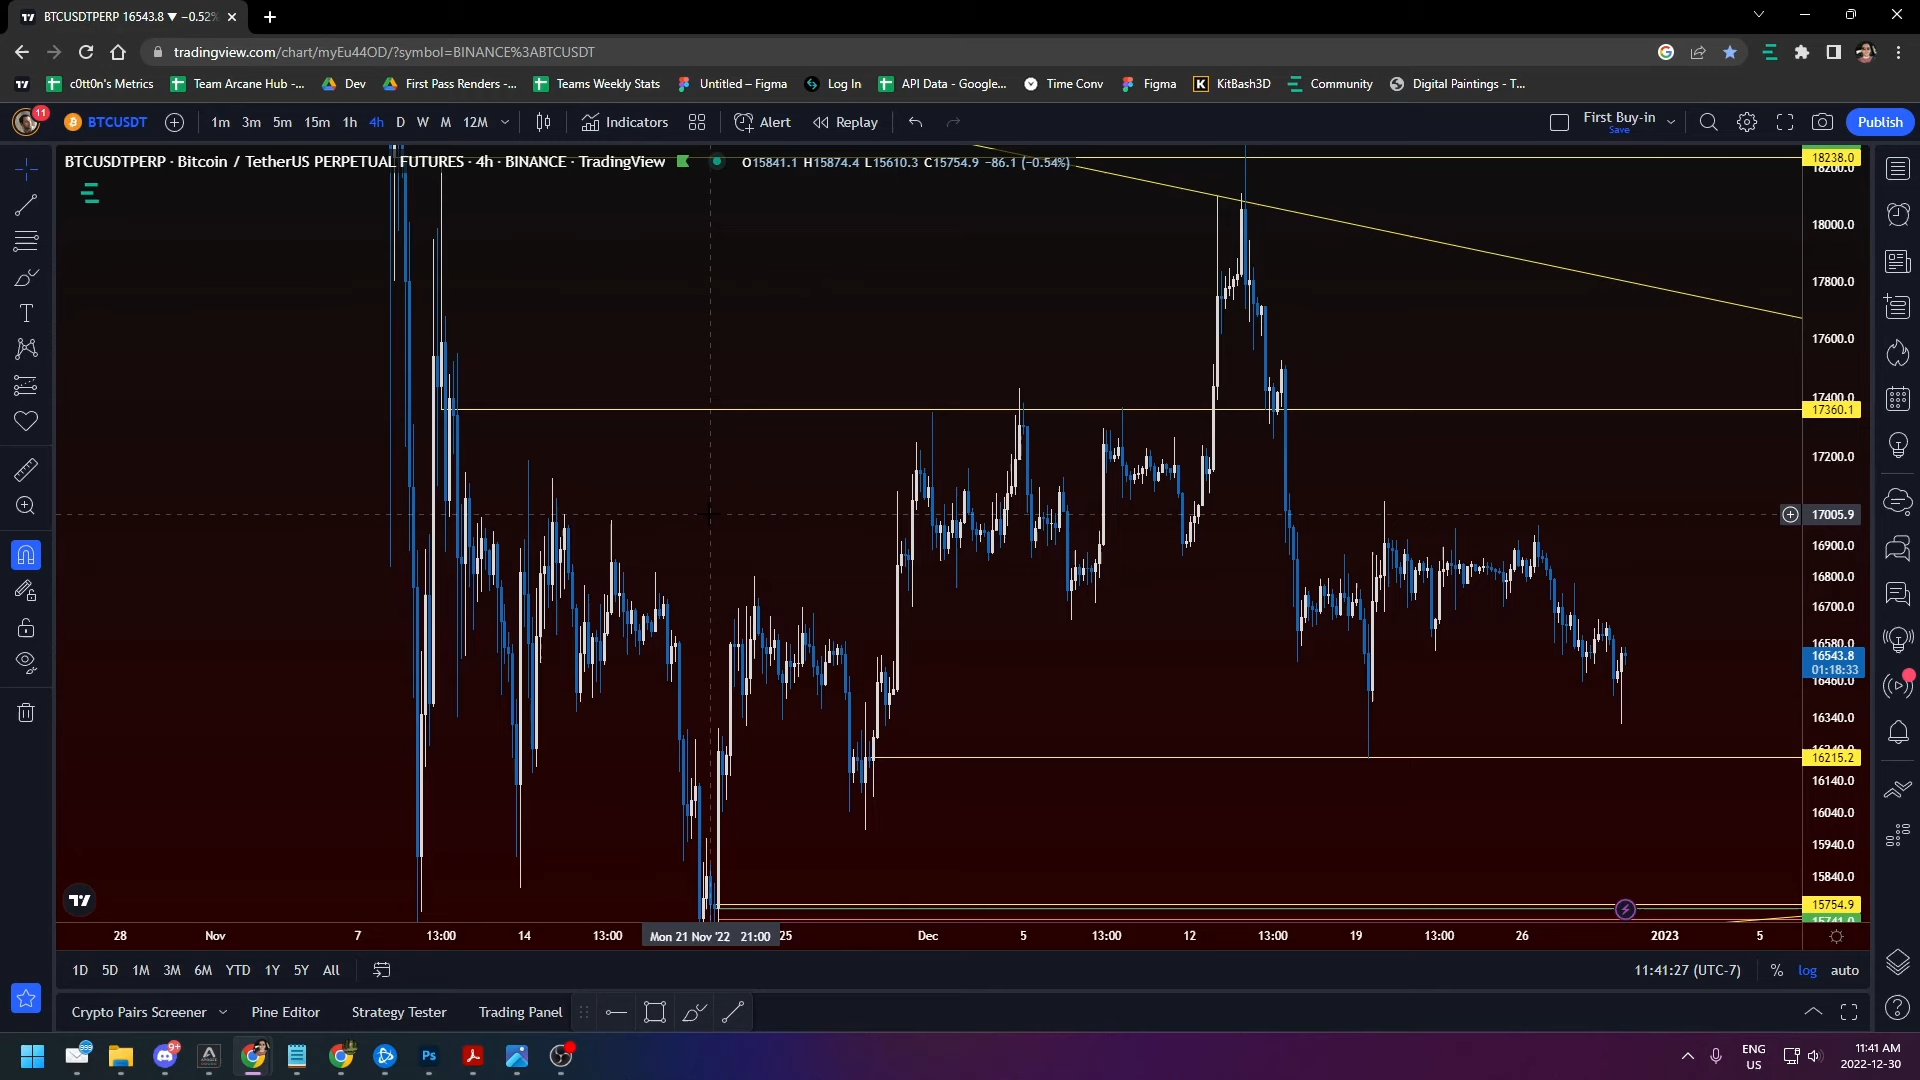 BTCUSDTPERP 16543.8 ▼ −0.52%
tradingview.com/chart/myEu44OD/?symbol=BINANCE%3ABTCUSDT
c0tt0n's Metrics Team Arcane Hub -... Dev First Pass Renders -... Teams Weekly Stats Untitled – Figma Log In API Data - Google... Time Conv Figma KitBash3D Community Digital Paintings - T...
11 BTCUSDT 1m 3m 5m 15m 1h 4h D W M 12M Indicators Alert Replay First Buy-in Save Publish
BTCUSDTPERP · Bitcoin / TetherUS PERPETUAL FUTURES · 4h · BINANCE · TradingView O15841.1 H15874.4 L15610.3 C15754.9 −86.1 (−0.54%)
18238.0
18200.0
18000.0
17800.0
17600.0
17400.0
17360.1
17200.0
17005.9
16900.0
16800.0
16700.0
16580.0
16543.8
01:18:33
16460.0
16340.0
16215.2
16140.0
16040.0
15940.0
15840.0
15754.9
28 Nov 7 13:00 14 13:00 Mon 21 Nov '22 21:00 25 Dec 5 13:00 12 13:00 19 13:00 26 2023 5
1D 5D 1M 3M 6M YTD 1Y 5Y All 11:41:27 (UTC-7) % log auto
Crypto Pairs Screener Pine Editor Strategy Tester Trading Panel
ENG
US
11:41 AM
2022-12-30